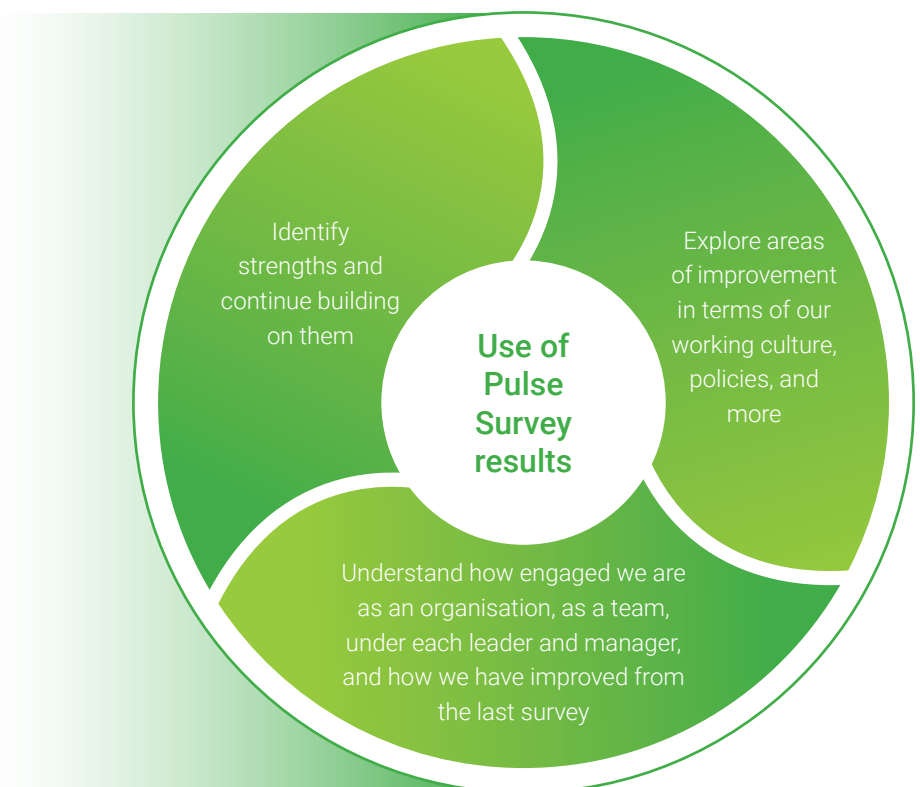 Identify
strengths and
continue building
on them
Explore areas
of improvement
in terms of our
working culture,
policies, and
more
Use of
Pulse
Survey
results
Understand how engaged we are
as an organisation, as a team,
under each leader and manager,
and how we have improved from
the last survey